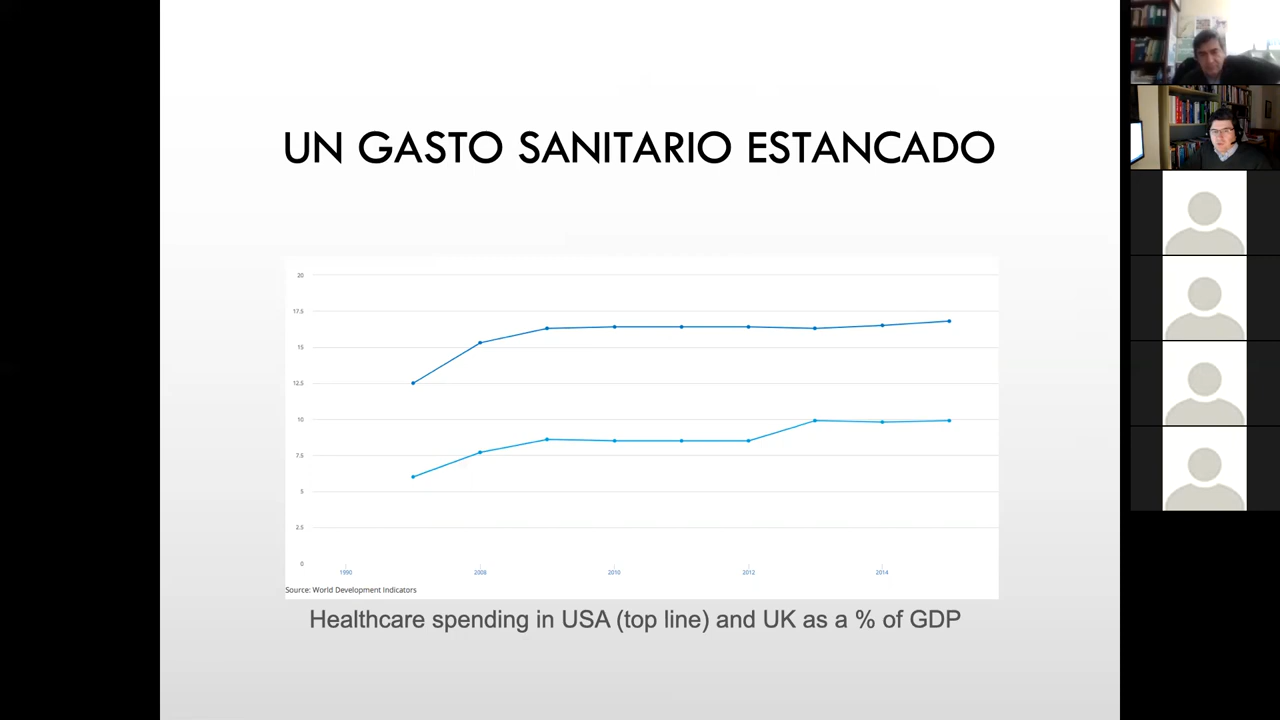 UN GASTO SANITARIO ESTANCADO
20
17.5
15
12.5
10
7.5
5
2.5
0
1990 2008 2010 2012 2014
Source: World Development Indicators
Healthcare spending in USA (top line) and UK as a % of GDP